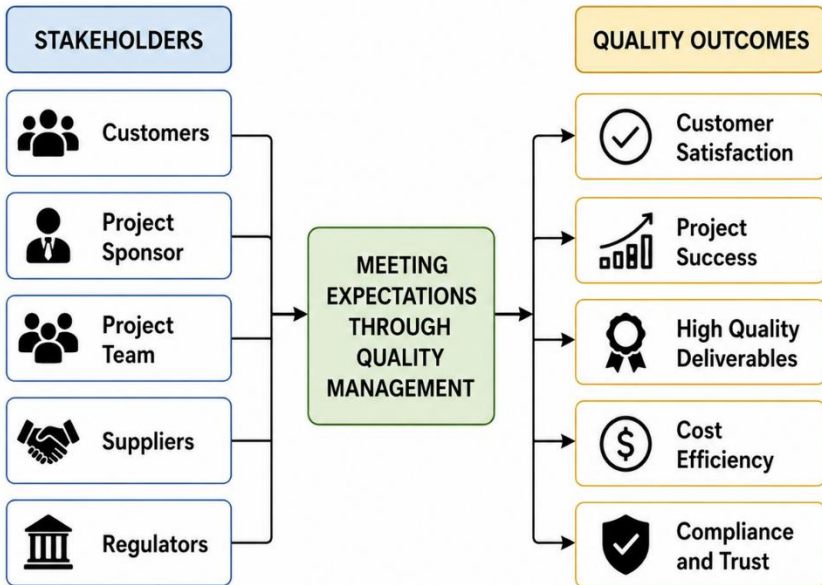 STAKEHOLDERS
Customers
Project
Sponsor
Project
Team
Suppliers
Regulators
MEETING
EXPECTATIONS
THROUGH
QUALITY
MANAGEMENT
QUALITY OUTCOMES
Customer
Satisfaction
Project
Success
High Quality
Deliverables
$
Cost
Efficiency
Compliance
and Trust